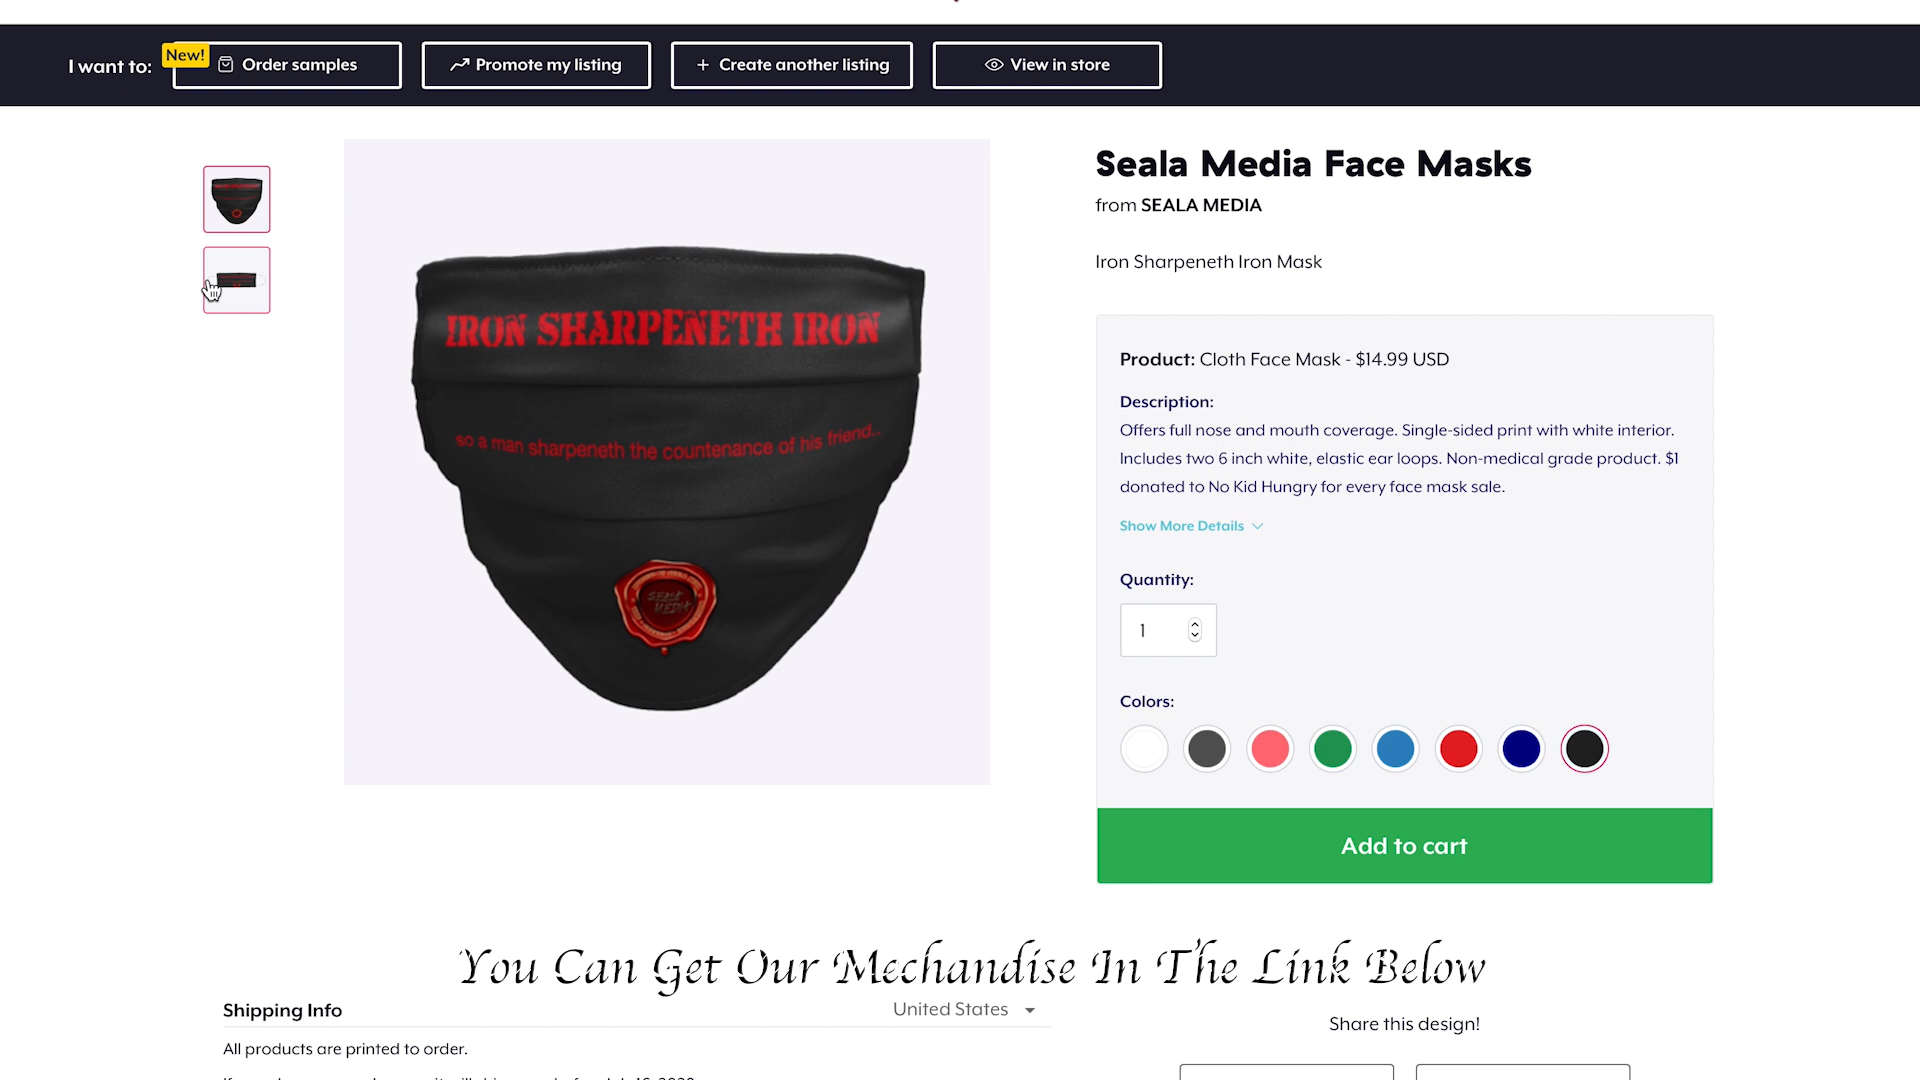 I want to:
New!
Order samples
Promote my listing
Create another listing
View in store
Seala Media Face Masks
from SEALA MEDIA
Iron Sharpeneth Iron Mask
IRON SHARPENETH IRON
so a man sharpeneth the countenance of his friend..
SEALA
MEDIA
Product: Cloth Face Mask - $14.99 USD
Description:
Offers full nose and mouth coverage. Single-sided print with white interior.
Includes two 6 inch white, elastic ear loops. Non-medical grade product. $1
donated to No Kid Hungry for every face mask sale.
Show More Details
Quantity:
1
Colors:
Add to cart
You Can Get Our Mechandise In The Link Below
Shipping Info
United States
Share this design!
All products are printed to order.